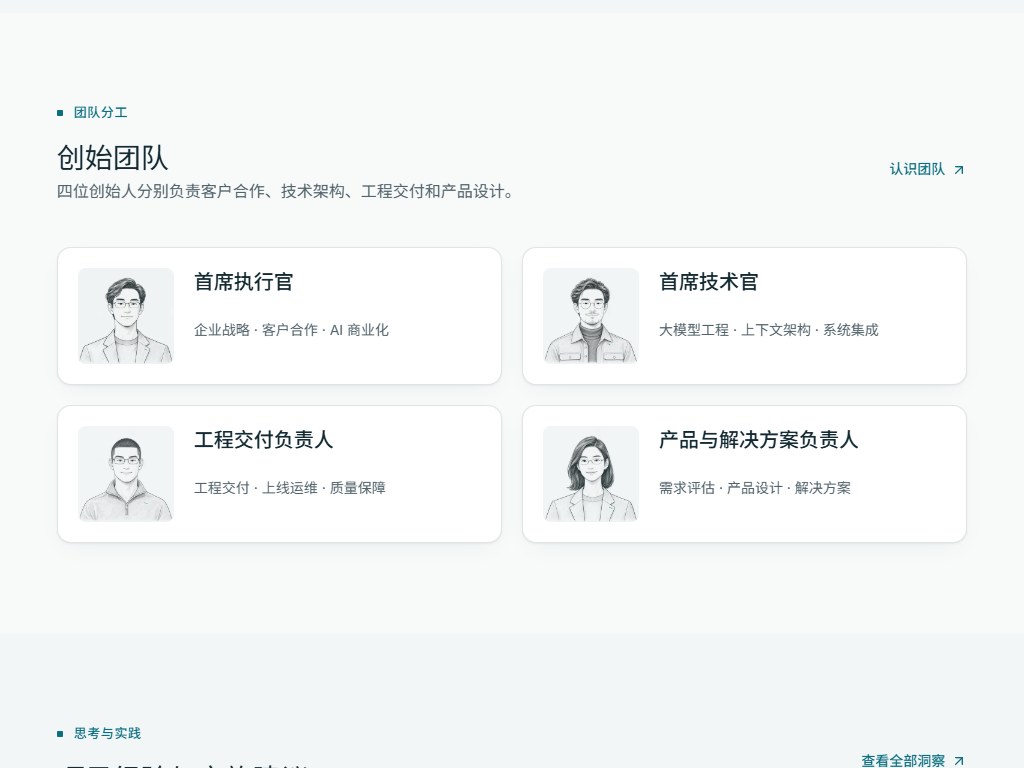 团队分工
创始团队
四位创始人分别负责客户合作、技术架构、工程交付和产品设计。
认识团队
首席执行官
企业战略 · 客户合作 · AI 商业化
首席技术官
大模型工程 · 上下文架构 · 系统集成
工程交付负责人
工程交付 · 上线运维 · 质量保障
产品与解决方案负责人
需求评估 · 产品设计 · 解决方案
思考与实践
查看全部洞察